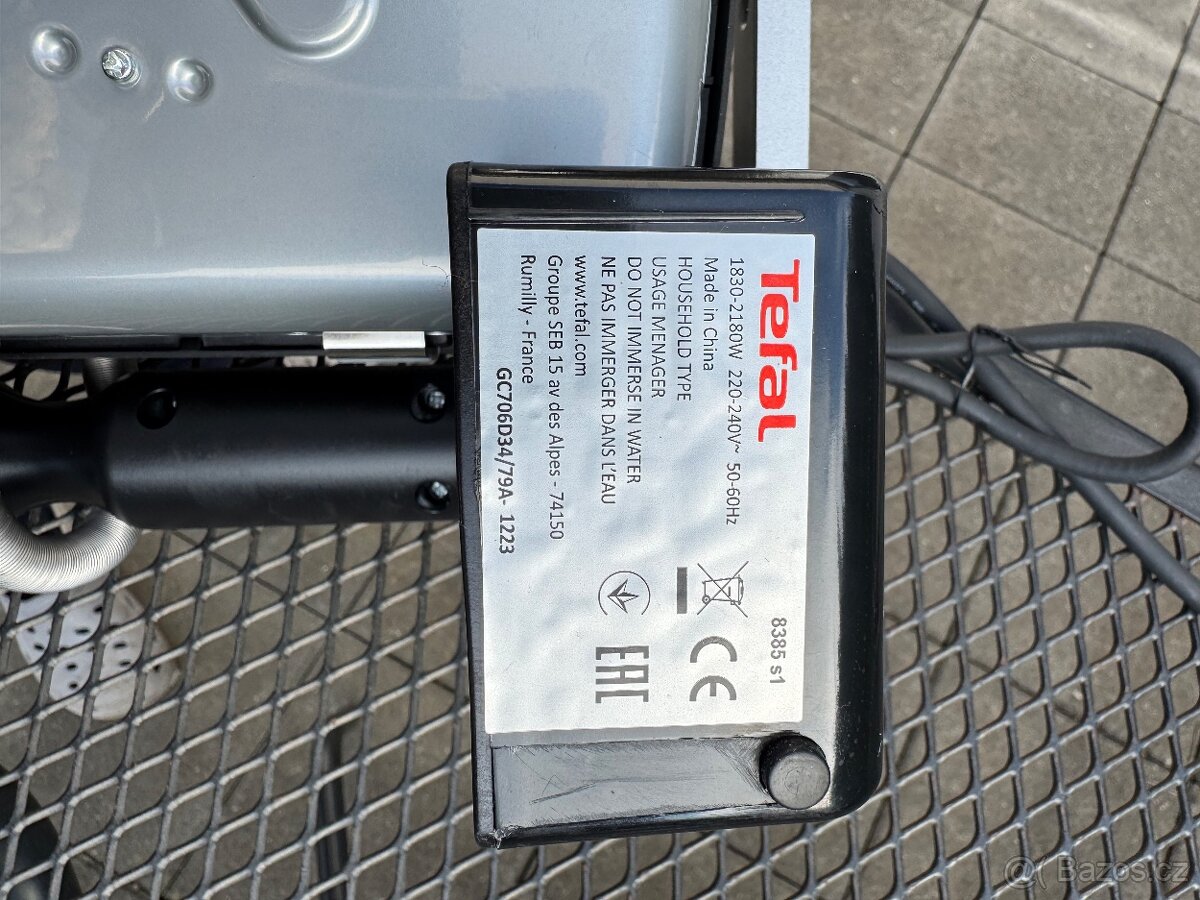 Tefal
8385 s1
1830-2180W 220-240V~ 50-60Hz
Made in China
HOUSEHOLD TYPE
USAGE MENAGER
DO NOT IMMERSE IN WATER
NE PAS IMMERGER DANS L'EAU
www.tefal.com
Groupe SEB 15 av des Alpes - 74150
Rumilly - France
GC706D34/79A- 1223
CE
EAC
Bazos.cz